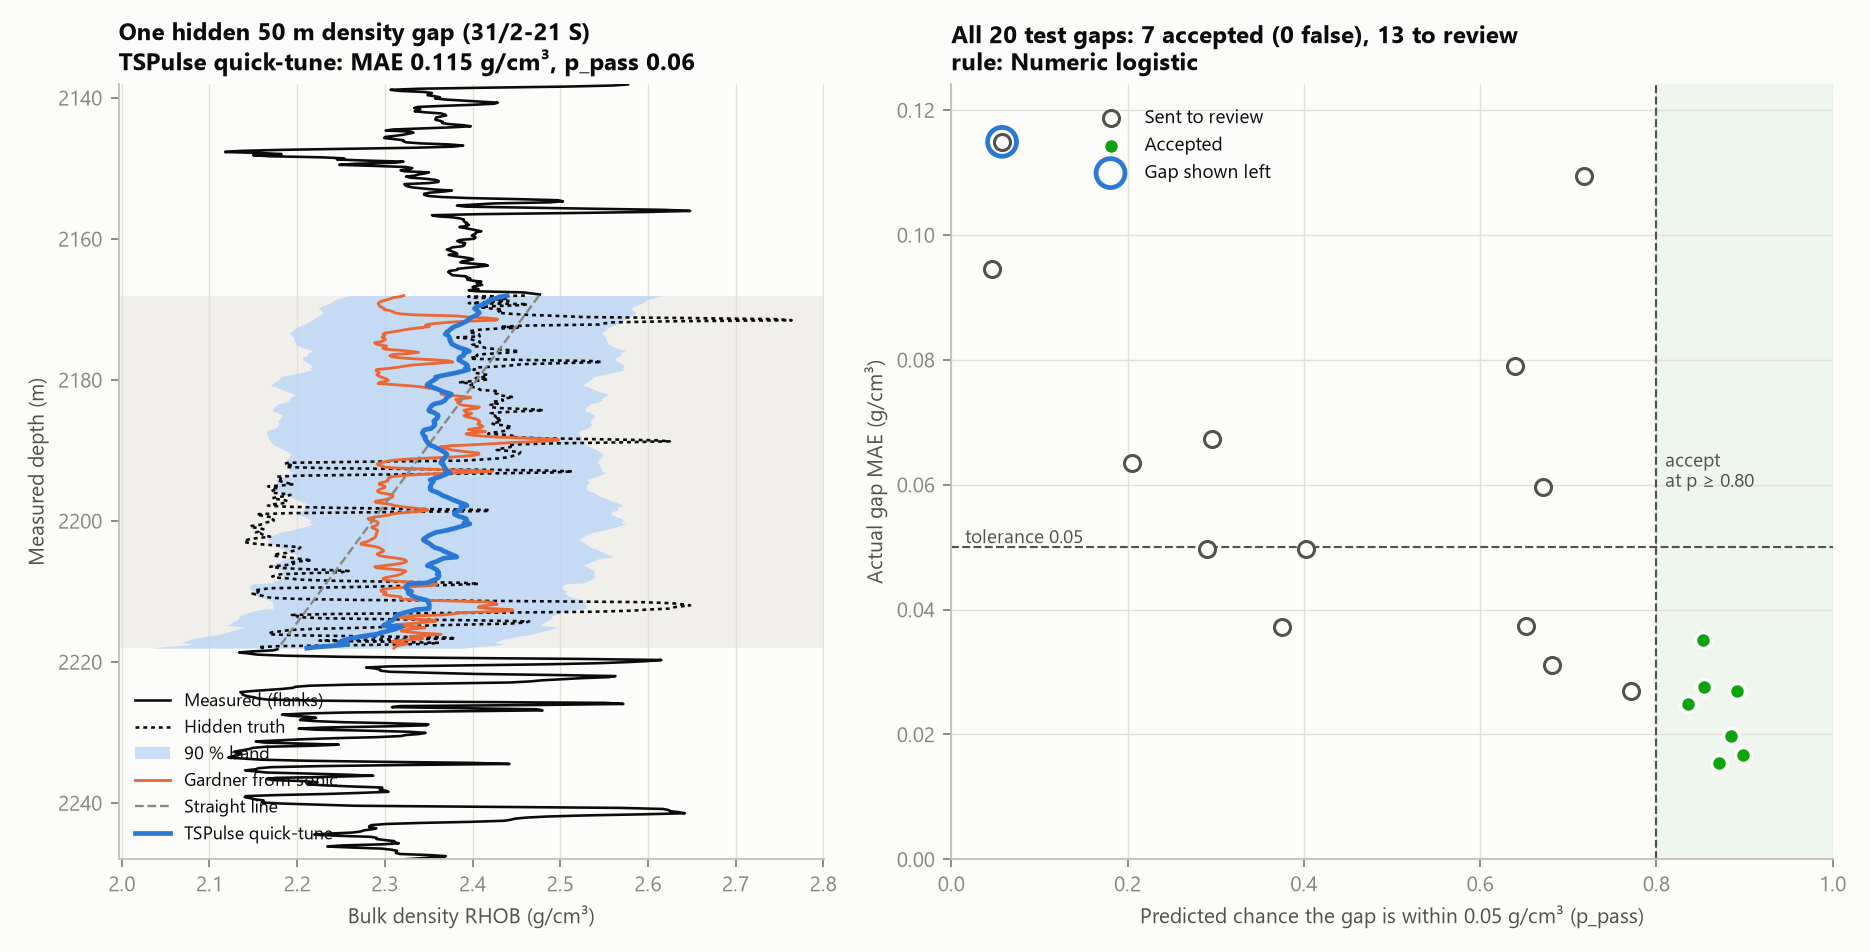 One hidden 50 m density gap (31/2-21 S)
TSPulse quick-tune: MAE 0.115 g/cm³, p_pass 0.06
2140
2160
2180
2200
2220
2240
Measured depth (m)
Measured (flanks)
Hidden truth
90 % band
Gardner from sonic
Straight line
TSPulse quick-tune
2.0
2.1
2.2
2.3
2.4
2.5
2.6
2.7
2.8
Bulk density RHOB (g/cm³)
All 20 test gaps: 7 accepted (0 false), 13 to review
rule: Numeric logistic
0.12
0.10
0.08
0.06
0.04
0.02
0.00
Actual gap MAE (g/cm³)
Sent to review
Accepted
Gap shown left
accept
at p ≥ 0.80
tolerance 0.05
0.0
0.2
0.4
0.6
0.8
1.0
Predicted chance the gap is within 0.05 g/cm³ (p_pass)